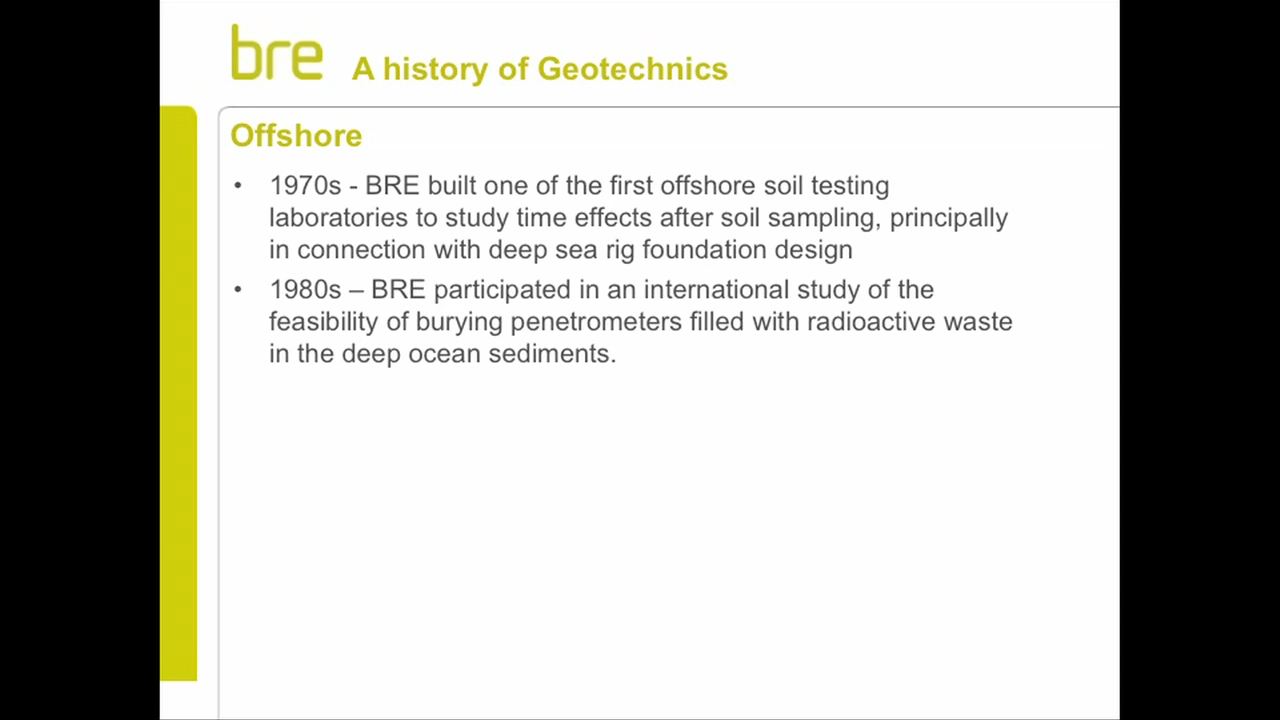 bre A history of Geotechnics
Offshore
• 1970s - BRE built one of the first offshore soil testing
laboratories to study time effects after soil sampling, principally
in connection with deep sea rig foundation design
• 1980s – BRE participated in an international study of the
feasibility of burying penetrometers filled with radioactive waste
in the deep ocean sediments.